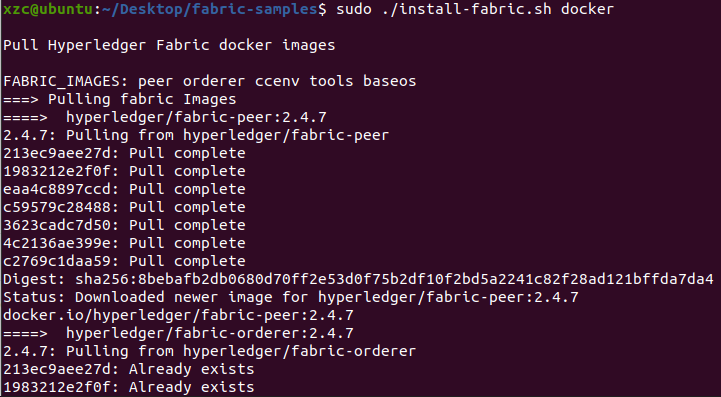 xzc@ubuntu:~/Desktop/fabric-samples$ sudo ./install-fabric.sh docker
Pull Hyperledger Fabric docker images
FABRIC_IMAGES: peer orderer ccenv tools baseos
===> Pulling fabric Images
====>  hyperledger/fabric-peer:2.4.7
2.4.7: Pulling from hyperledger/fabric-peer
213ec9aee27d: Pull complete
1983212e2f0f: Pull complete
eaa4c8897ccd: Pull complete
c59579c28488: Pull complete
3623cadc7d50: Pull complete
4c2136ae399e: Pull complete
c2769c1daa59: Pull complete
Digest: sha256:8bebafb2db0680d70ff2e53d0f75b2df10f2bd5a2241c82f28ad121bffda7da4
Status: Downloaded newer image for hyperledger/fabric-peer:2.4.7
docker.io/hyperledger/fabric-peer:2.4.7
====>  hyperledger/fabric-orderer:2.4.7
2.4.7: Pulling from hyperledger/fabric-orderer
213ec9aee27d: Already exists
1983212e2f0f: Already exists